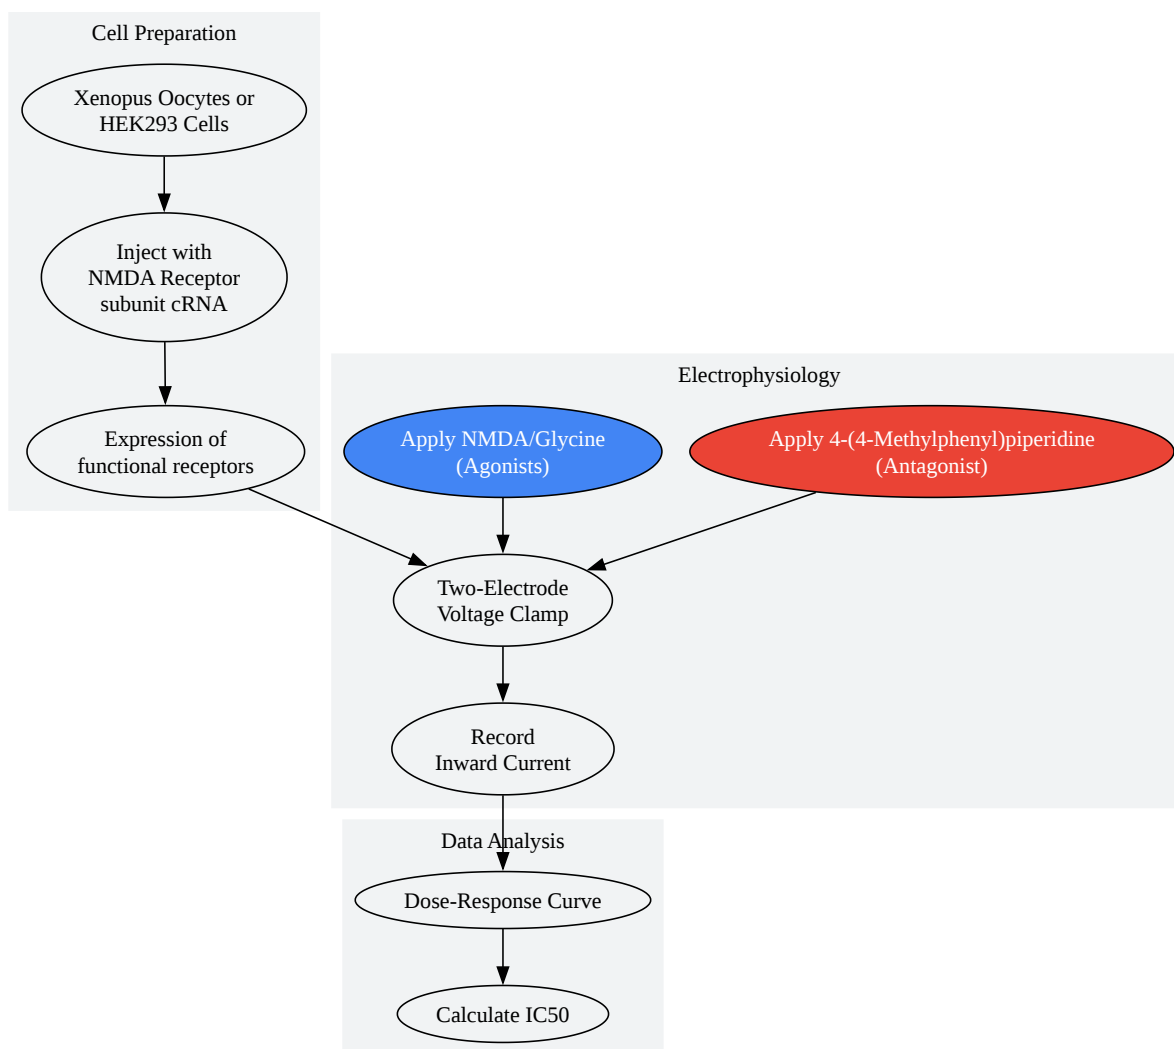 Cell Preparation
Xenopus Oocytes or
HEK293 Cells
Inject with
NMDA Receptor
subunit cRNA
Expression of
functional receptors
Electrophysiology
Apply NMDA/Glycine
(Agonists)
Apply 4-(4-Methylphenyl)piperidine
(Antagonist)
Two-Electrode
Voltage Clamp
Record
Inward Current
Data Analysis
Dose-Response Curve
Calculate IC50